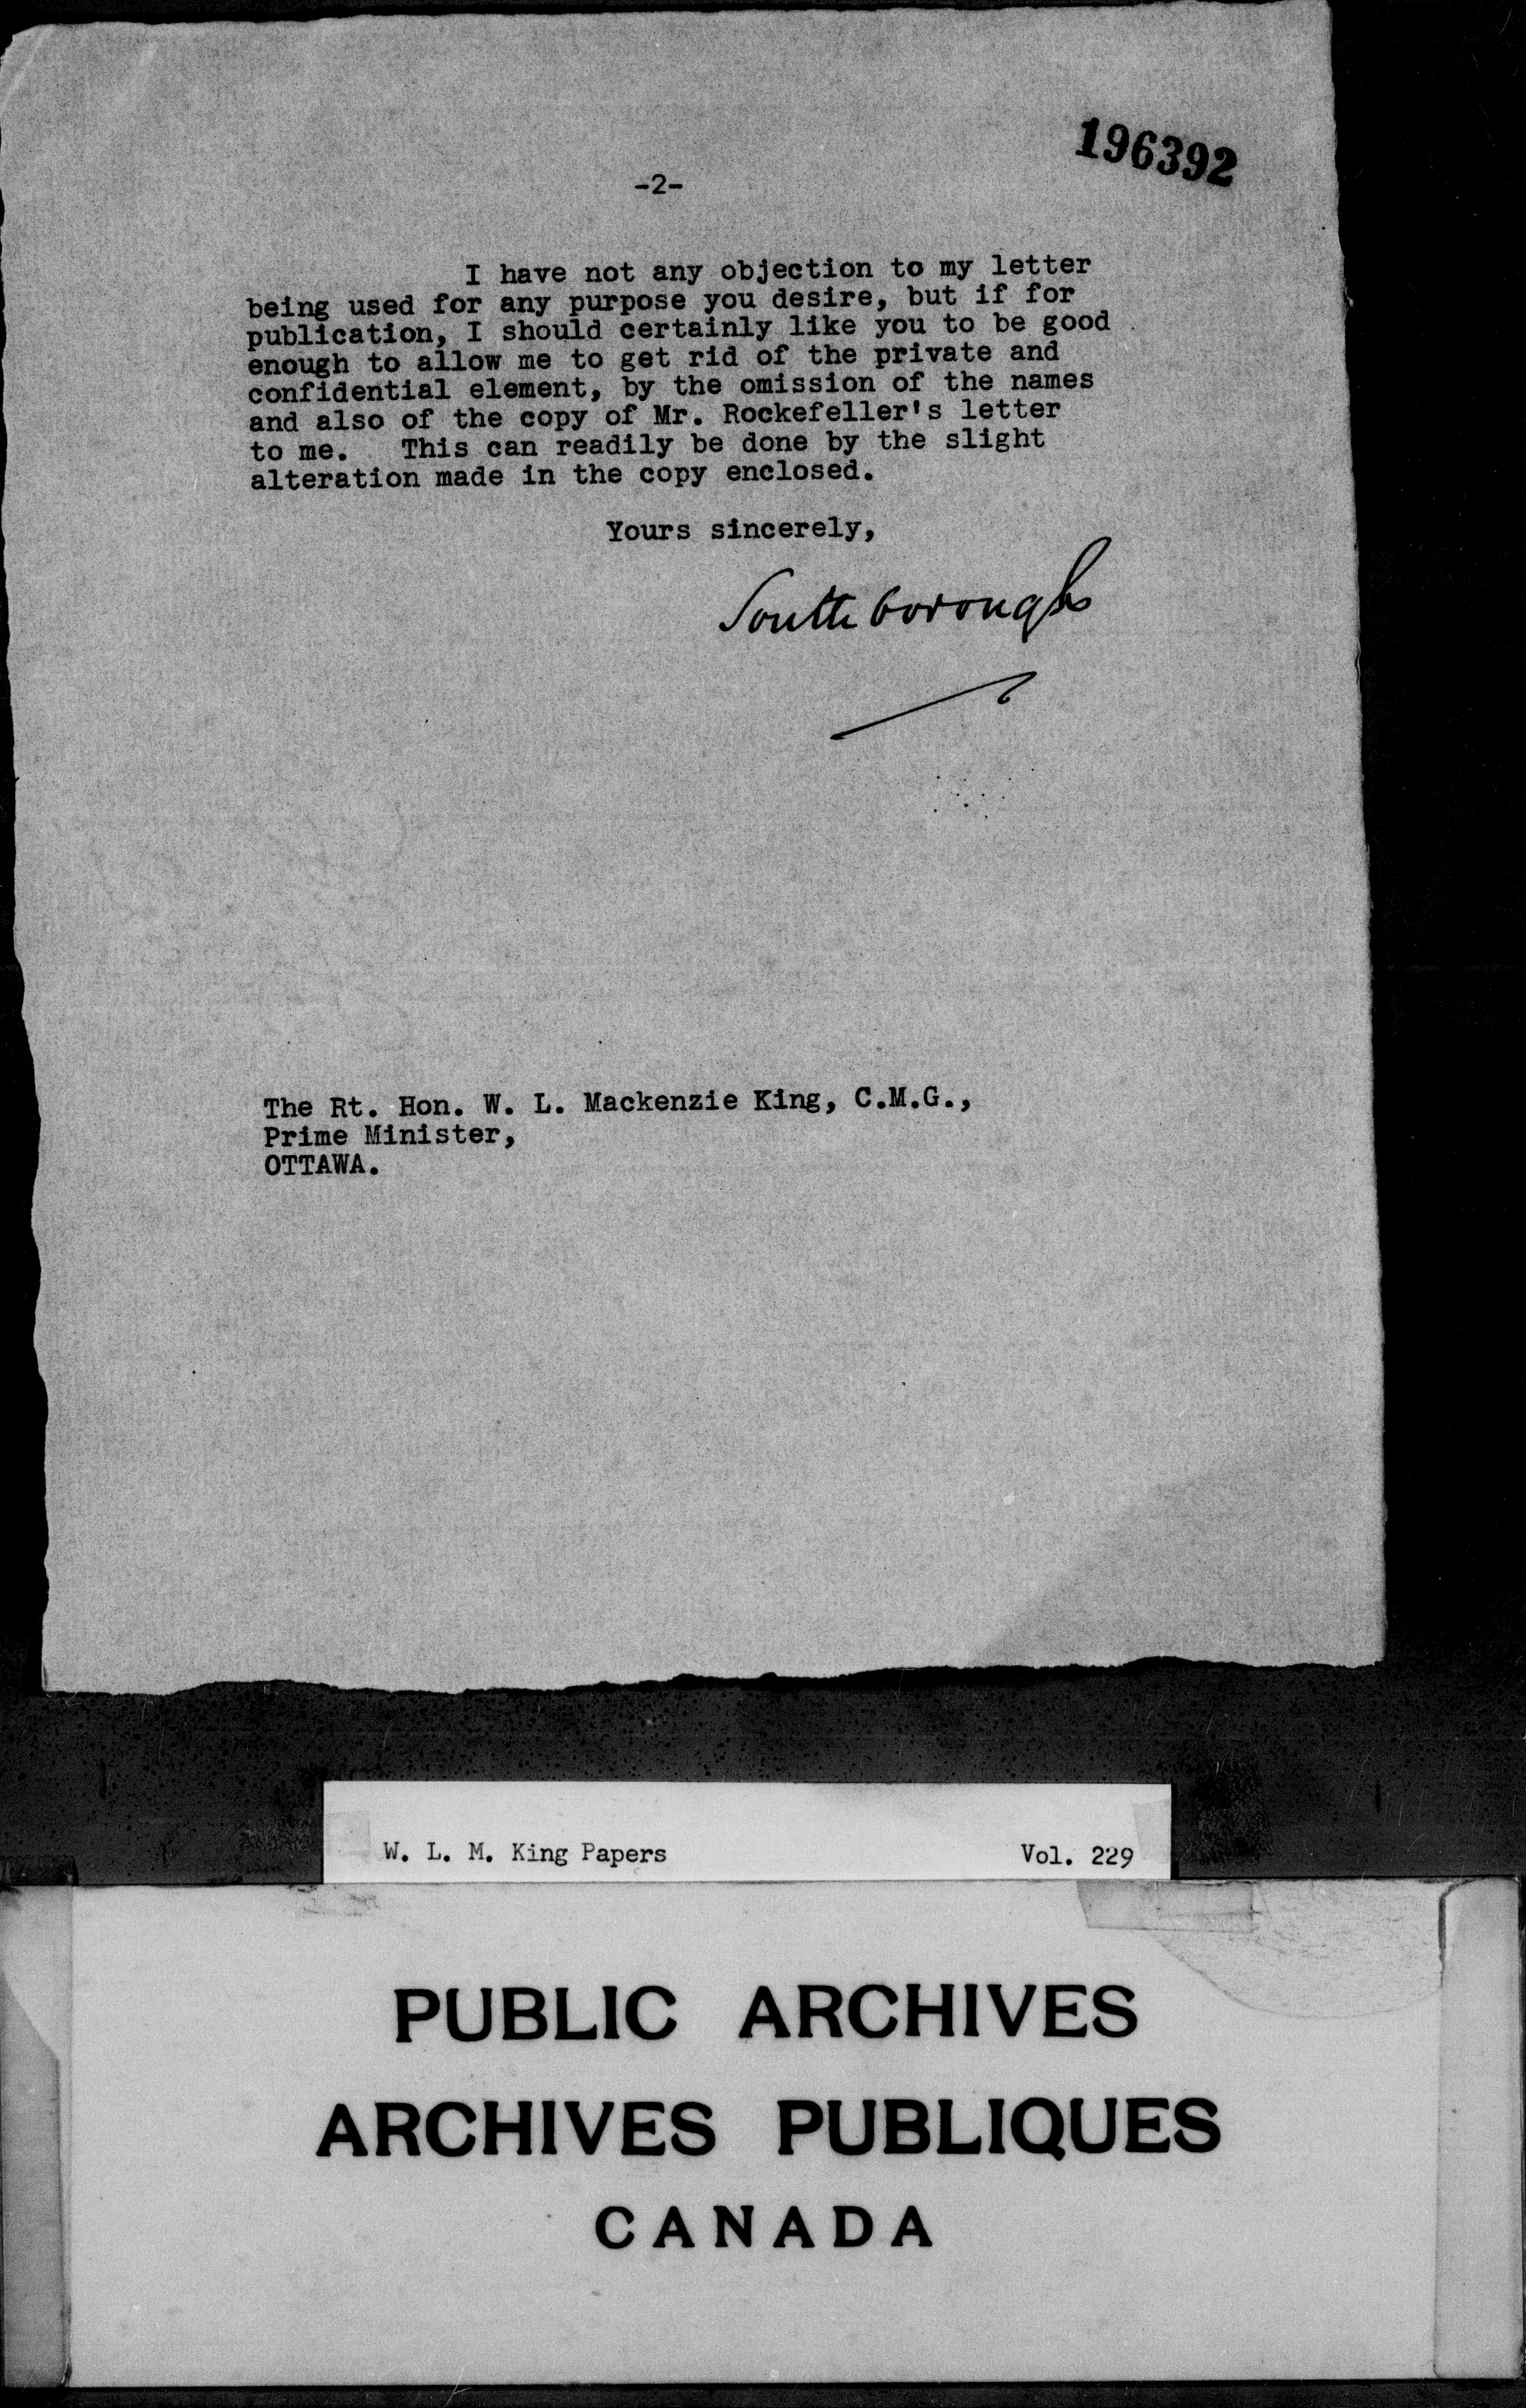 196392
-2-
I have not any objection to my letter
being used for any purpose you desire, but if for
publication, I should certainly like you to be good
enough to allow me to get rid of the private and
confidential element, by the omission of the names
and also of the copy of Mr. Rockefeller's letter
to me. This can readily be done by the slight
alteration made in the copy enclosed.
Yours sincerely,
Southborough
The Rt. Hon. W. L. Mackenzie King, C.M.G.,
Prime Minister,
OTTAWA.
W. L. M. King Papers Vol. 229
PUBLIC ARCHIVES
ARCHIVES PUBLIQUES
CANADA